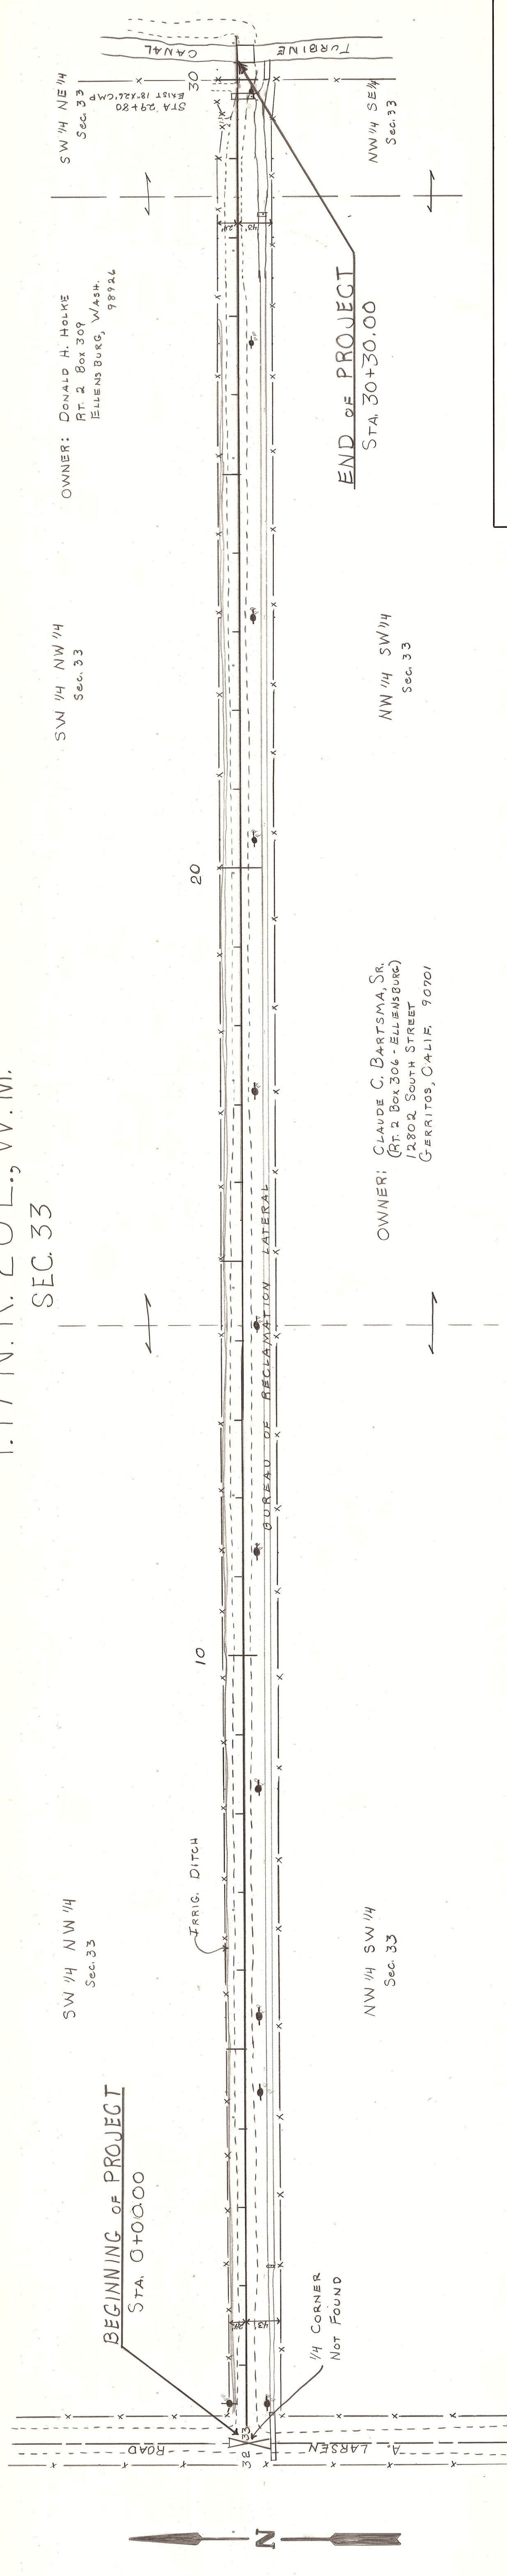 T. 17 N. R. 20 E., W. M.
SEC. 33
BEGINNING OF PROJECT
STA. 0+00.00
SW 1/4 NW 1/4
Sec. 33
IRRIG. DITCH
10
SW 1/4 NW 1/4
Sec. 33
20
OWNER: DONALD H. HOLKE
RT. 2 BOX 309
ELLENSBURG, WASH.
98926
SW 1/4 NE 1/4
Sec. 33
STA 29+80
EXIST 18"X26' CMP
30
TURBINE CANAL
43'
BUREAU OF RECLAMATION LATERAL
43'
32 33
A. LARSEN ROAD
1/4 CORNER
NOT FOUND
NW 1/4 SW 1/4
Sec. 33
OWNER: CLAUDE C. BARTSMA, SR.
(RT. 2 BOX 306 - ELLENSBURG)
12802 SOUTH STREET
GERRITOS, CALIF. 90701
NW 1/4 SW 1/4
Sec. 33
END OF PROJECT
STA. 30+30.00
NW 1/4 SE 1/4
Sec. 33
N